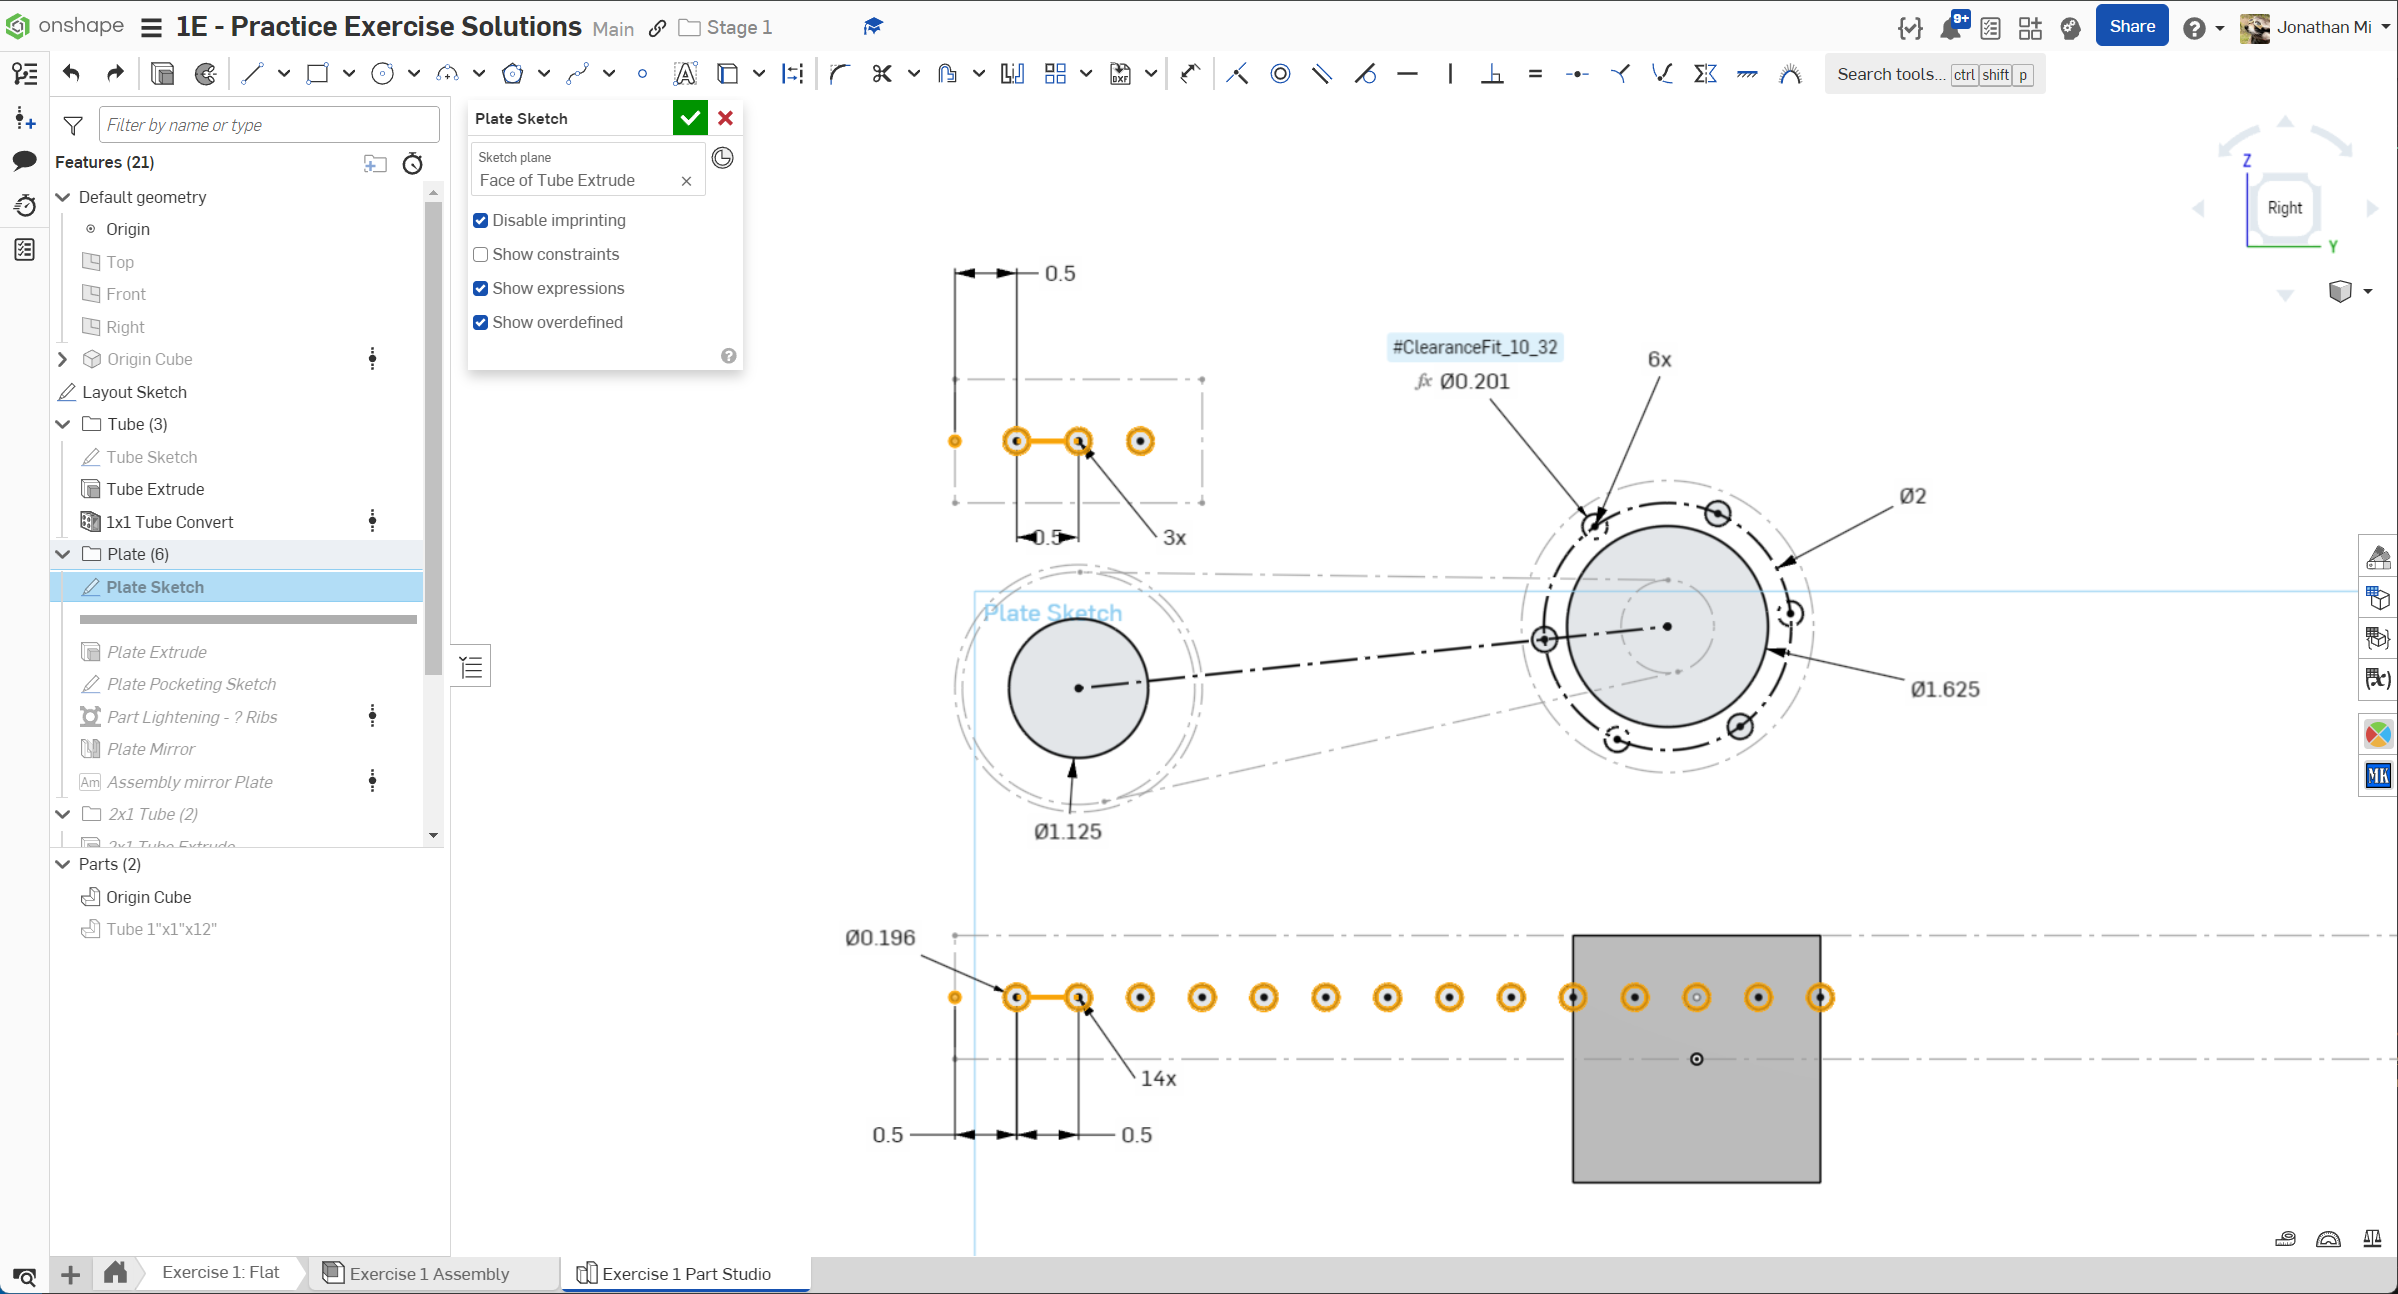 onshape
1E - Practice Exercise Solutions
Main
Stage 1
9+
Share
Jonathan Mi
Search tools... ctrl shift p
Filter by name or type
Features (21)
Default geometry
Origin
Top
Front
Right
Origin Cube
Layout Sketch
Tube (3)
Tube Sketch
Tube Extrude
1x1 Tube Convert
Plate (6)
Plate Sketch
Plate Extrude
Plate Pocketing Sketch
Part Lightening - ? Ribs
Plate Mirror
Am Assembly mirror Plate
2x1 Tube (2)
2x1 Tube Extrude
Parts (2)
Origin Cube
Tube 1"x1"x12"
Plate Sketch
Sketch plane
Face of Tube Extrude
Disable imprinting
Show constraints
Show expressions
Show overdefined
Z
Right
Y
0.5
0.5
3x
#ClearanceFit_10_32
fx Ø0.201
6x
Ø2
Ø1.625
Plate Sketch
Ø1.125
Ø0.196
14x
0.5
0.5
DXF
A
(x)
MK
Exercise 1: Flat
Exercise 1 Assembly
Exercise 1 Part Studio